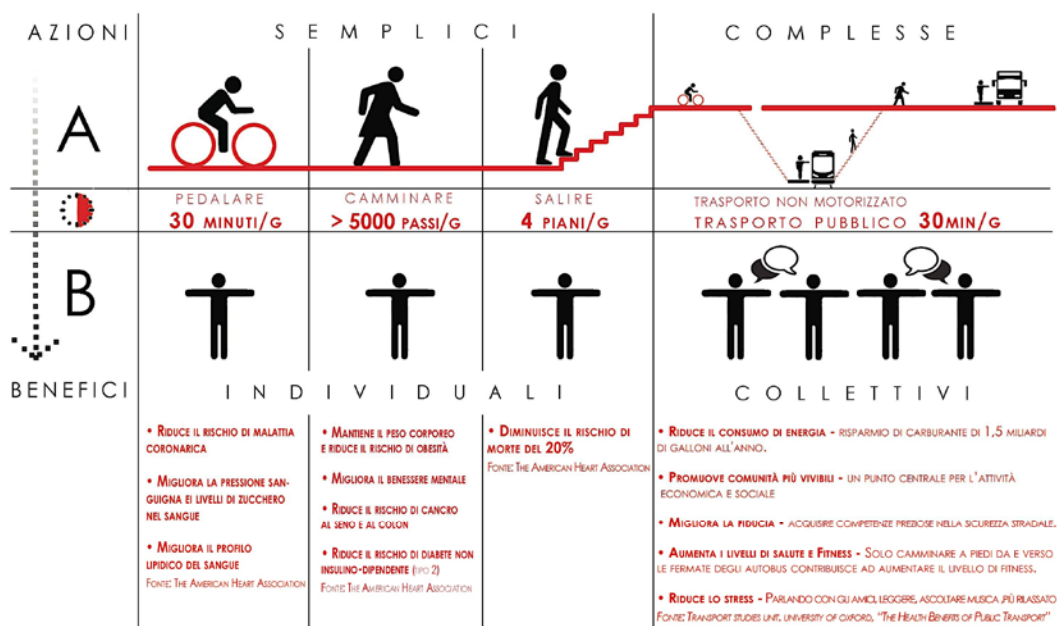 AZIONI
SEMPLICI
COMPLESSE
A
PEDALARE
30 MINUTI/G
CAMMINARE
> 5000 PASSI/G
SALIRE
4 PIANI/G
TRASPORTO NON MOTORIZZATO
TRASPORTO PUBBLICO 30MIN/G
B
BENEFICI
INDIVIDUALI
COLLETTIVI
• RIDUCE IL RISCHIO DI MALATTIA
CORONARICA
• MIGLIORA LA PRESSIONE SAN-
GUIGNA EI LIVELLI DI ZUCCHERO
NEL SANGUE
• MIGLIORA IL PROFILO
LIPIDICO DEL SANGUE
FONTE: THE AMERICAN HEART ASSOCIATION
• MANTIENE IL PESO CORPOREO
E RIDUCE IL RISCHIO DI OBESITÀ
• MIGLIORA IL BENESSERE MENTALE
• RIDUCE IL RISCHIO DI CANCRO
AL SENO E AL COLON
• RIDUCE IL RISCHIO DI DIABETE NON
INSULINO-DIPENDENTE (TIPO 2)
FONTE: THE AMERICAN HEART ASSOCIATION
• DIMINUISCE IL RISCHIO DI
MORTE DEL 20%
FONTE: THE AMERICAN HEART ASSOCIATION
• RIDUCE IL CONSUMO DI ENERGIA - RISPARMIO DI CARBURANTE DI 1,5 MILIARDI
DI GALLONI ALL'ANNO.
• PROMUOVE COMUNITÀ PIÙ VIVIBILI - UN PUNTO CENTRALE PER L'ATTIVITÀ
ECONOMICA E SOCIALE
• MIGLIORA LA FIDUCIA - ACQUISIRE COMPETENZE PREZIOSE NELLA SICUREZZA STRADALE.
• AUMENTA I LIVELLI DI SALUTE E FITNESS - SOLO CAMMINARE A PIEDI DA E VERSO
LE FERMATE DEGLI AUTOBUS CONTRIBUISCE AD AUMENTARE IL LIVELLO DI FITNESS.
• RIDUCE LO STRESS - PARLANDO CON GLI AMICI, LEGGERE, ASCOLTARE MUSICA ,PIÙ RILASSATO
FONTE: TRANSPORT STUDIES UNIT. UNIVERSITY OF OXFORD, "THE HEALTH BENEFITS OF PUBLIC TRANSPORT"